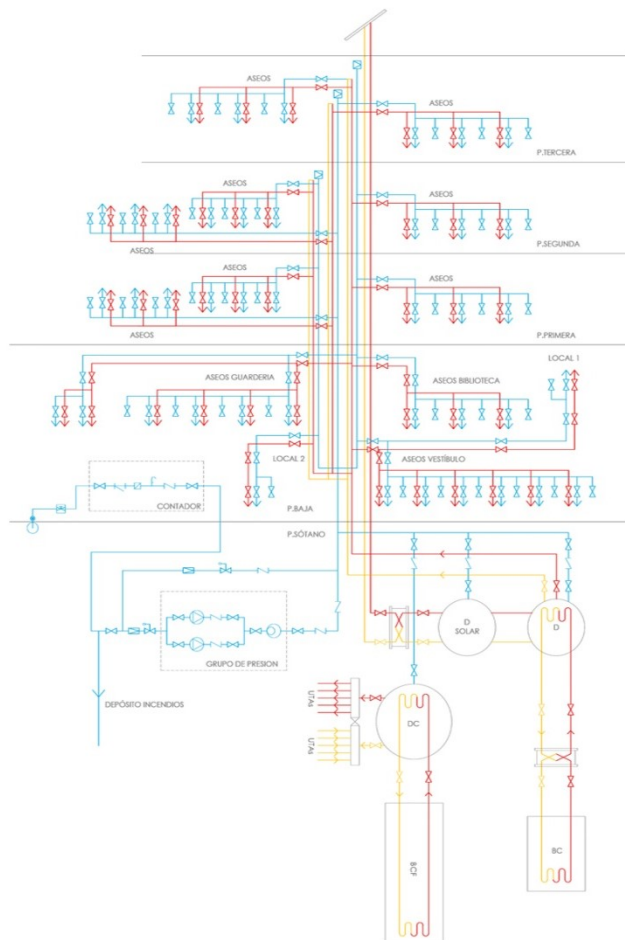 ASEOS
ASEOS
P.TERCERA
ASEOS
ASEOS
P.SEGUNDA
ASEOS
ASEOS
ASEOS
P.PRIMERA
ASEOS
LOCAL 1
ASEOS GUARDERIA
ASEOS BIBLIOTECA
LOCAL 2
ASEOS VESTÍBULO
CONTADOR
P.BAJA
P.SÓTANO
D
SOLAR
D
GRUPO DE PRESION
DEPÓSITO INCENDIOS
UTAs
DC
UTAs
BC
BCF